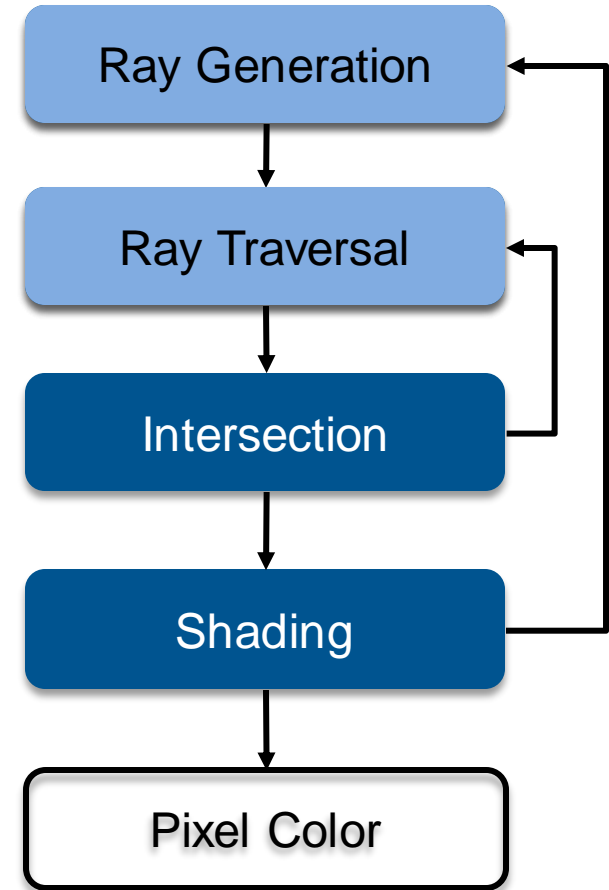 Ray Generation
Ray Traversal
Intersection
Shading
Pixel Color